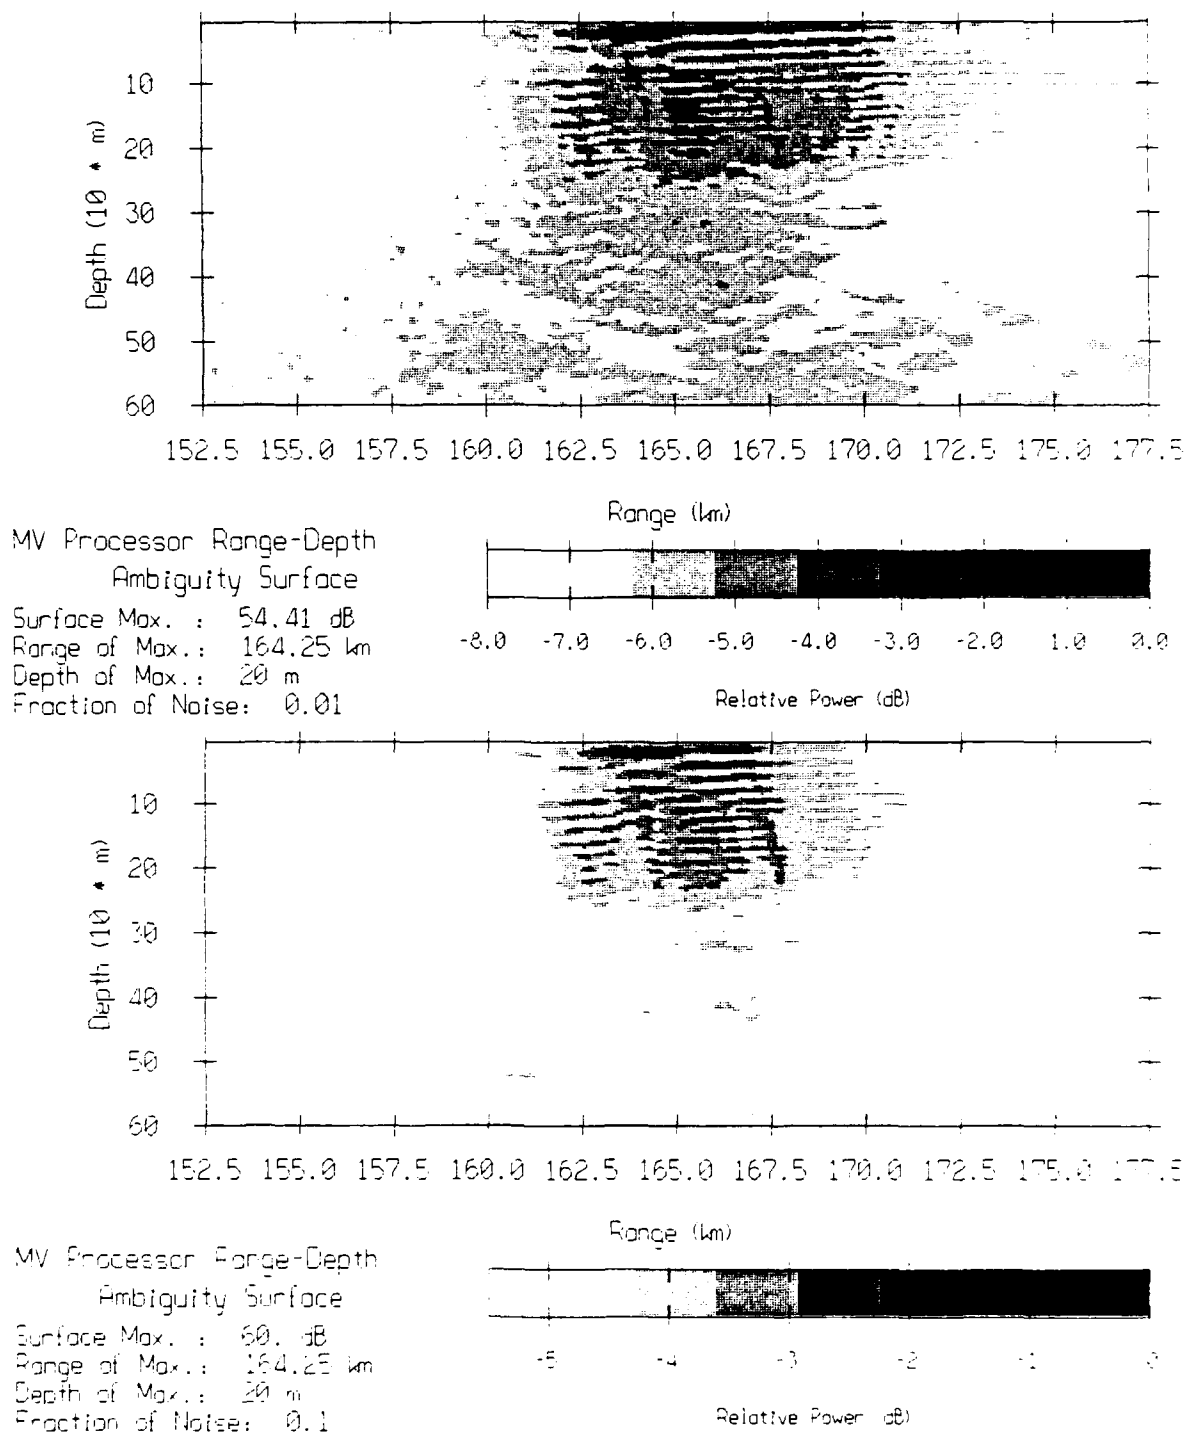 10
20
30
40
50
60
Depth (10 * m)
152.5 155.0 157.5 160.0 162.5 165.0 167.5 170.0 172.5 175.0 177.5
Range (km)
MV Processor Range-Depth
Ambiguity Surface
Surface Max. : 54.41 dB
Range of Max.: 164.25 km
Depth of Max.: 20 m
Fraction of Noise: 0.01
-8.0 -7.0 -6.0 -5.0 -4.0 -3.0 -2.0 1.0 0.0
Relative Power (dB)
10
20
30
40
50
60
Depth (10 * m)
152.5 155.0 157.5 160.0 162.5 165.0 167.5 170.0 172.5 175.0 177.5
Range (km)
MV Processor Range-Depth
Ambiguity Surface
Surface Max. : 60. dB
Range of Max.: 164.25 km
Depth of Max.: 20 m
Fraction of Noise: 0.1
-5 -4 -3 -2 -1 0
Relative Power dB)